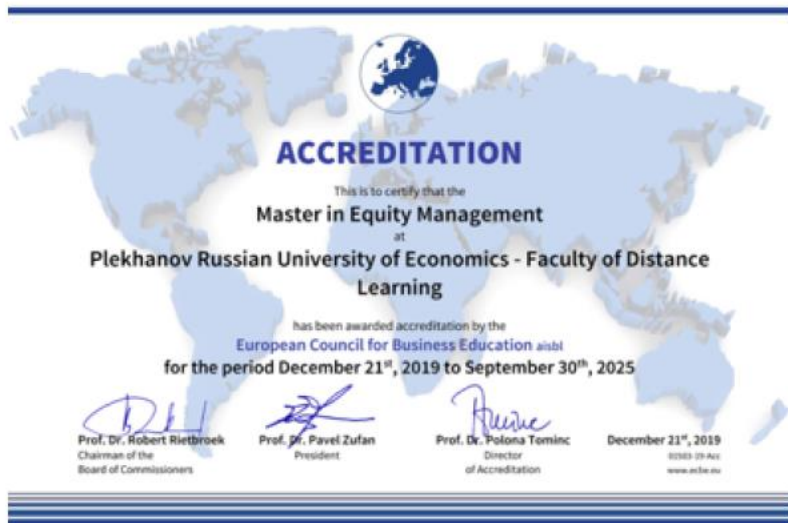 ACCREDITATION
This is to certify that the
Master in Equity Management
at
Plekhanov Russian University of Economics - Faculty of Distance
Learning
has been awarded accreditation by the
European Council for Business Education aisbl
for the period December 21st, 2019 to September 30th, 2025
Prof. Dr. Robert Rietbroek
Prof. Dr. Pavel Zufan
Prof. Dr. Polona Tominc
December 21st, 2019
Chairman of the
President
Director
01503-19-Acc
Board of Commissioners
of Accreditation
www.ecbe.eu